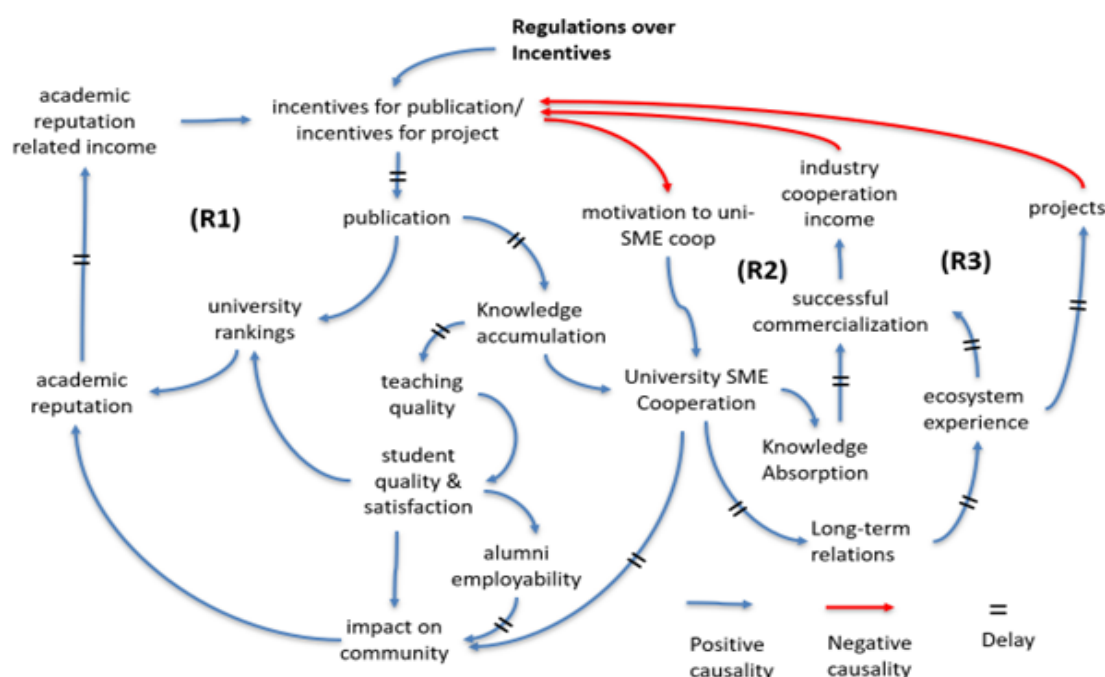 Regulations over
Incentives
academic
reputation
related income
incentives for publication/
incentives for project
(R1)
publication
motivation to uni-
SME coop
industry
cooperation
income
projects
(R2)
(R3)
university
rankings
Knowledge
accumulation
successful
commercialization
academic
reputation
teaching
quality
University SME
Cooperation
ecosystem
experience
student
quality &
satisfaction
Knowledge
Absorption
alumni
employability
Long-term
relations
impact on
community
Positive
causality
Negative
causality
=
Delay